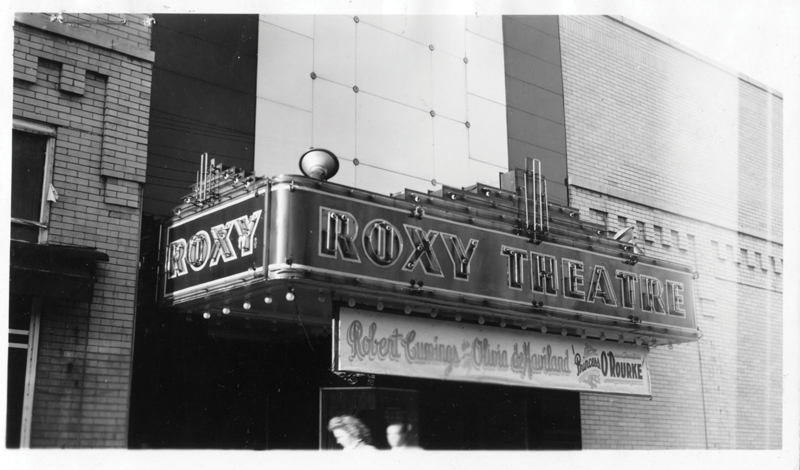 ROXY
ROXY THEATRE
Robert Cumings Olivia deHaviland Princess O'ROURKE